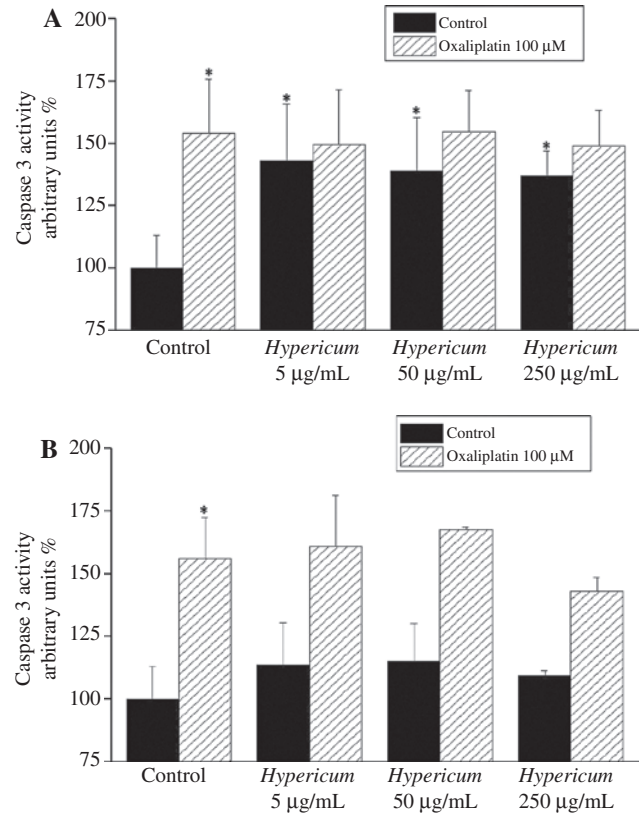 A
200
175
150
125
100
75
Caspase 3 activity
arbitrary units %
Control
Oxaliplatin 100 μM
*
*
*
*
Control
Hypericum
5 μg/mL
Hypericum
50 μg/mL
Hypericum
250 μg/mL
B
200
175
150
125
100
75
Caspase 3 activity
arbitrary units %
Control
Oxaliplatin 100 μM
*
Control
Hypericum
5 μg/mL
Hypericum
50 μg/mL
Hypericum
250 μg/mL